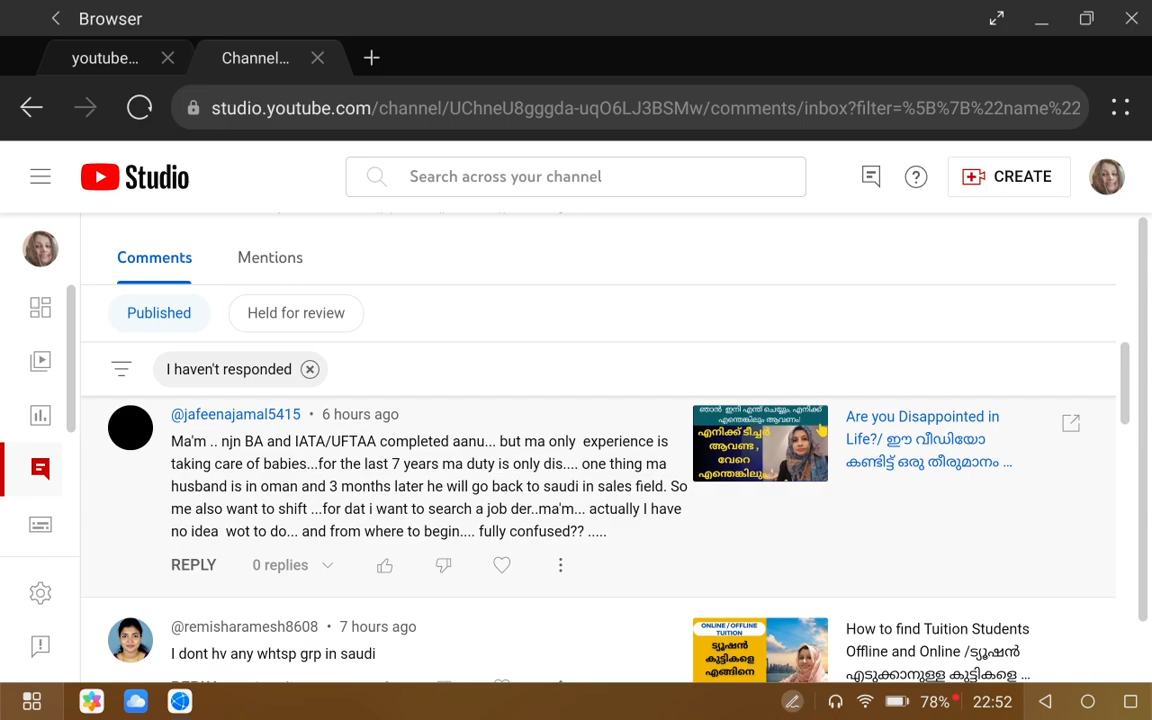 Browser
youtube...
Channel...
studio.youtube.com/channel/UChneU8gggda-uqO6LJ3BSMw/comments/inbox?filter=%5B%7B%22name%22
Studio
Search across your channel
CREATE
Comments
Mentions
Published
Held for review
I haven't responded
@jafeenajamal5415 • 6 hours ago
Ma'm .. njn BA and IATA/UFTAA completed aanu... but ma only experience is
taking care of babies...for the last 7 years ma duty is only dis.... one thing ma
husband is in oman and 3 months later he will go back to saudi in sales field. So
me also want to shift ...for dat i want to search a job der..ma'm... actually I have
no idea wot to do... and from where to begin.... fully confused?? .....
ഞാൻ ഇനി എന്ത് ചെയ്യും. എനിക്ക്
എന്തെങ്കിലും ആവണം
എനിക്ക് ടീച്ചർ
ആവണ്ട ,
വേറെ
എന്തെങ്കിലും
Are you Disappointed in
Life?/ ഈ വീഡിയോ
കണ്ടിട്ട് ഒരു തീരുമാനം ...
REPLY
0 replies
@remisharamesh8608 • 7 hours ago
I dont hv any whtsp grp in saudi
ONLINE / OFFLINE
TUITION
ട്യൂഷൻ
കുട്ടികളെ
എങ്ങിനെ
How to find Tuition Students
Offline and Online /ട്യൂഷൻ
എടുക്കാനുള്ള കുട്ടികളെ ...
78%
22:52